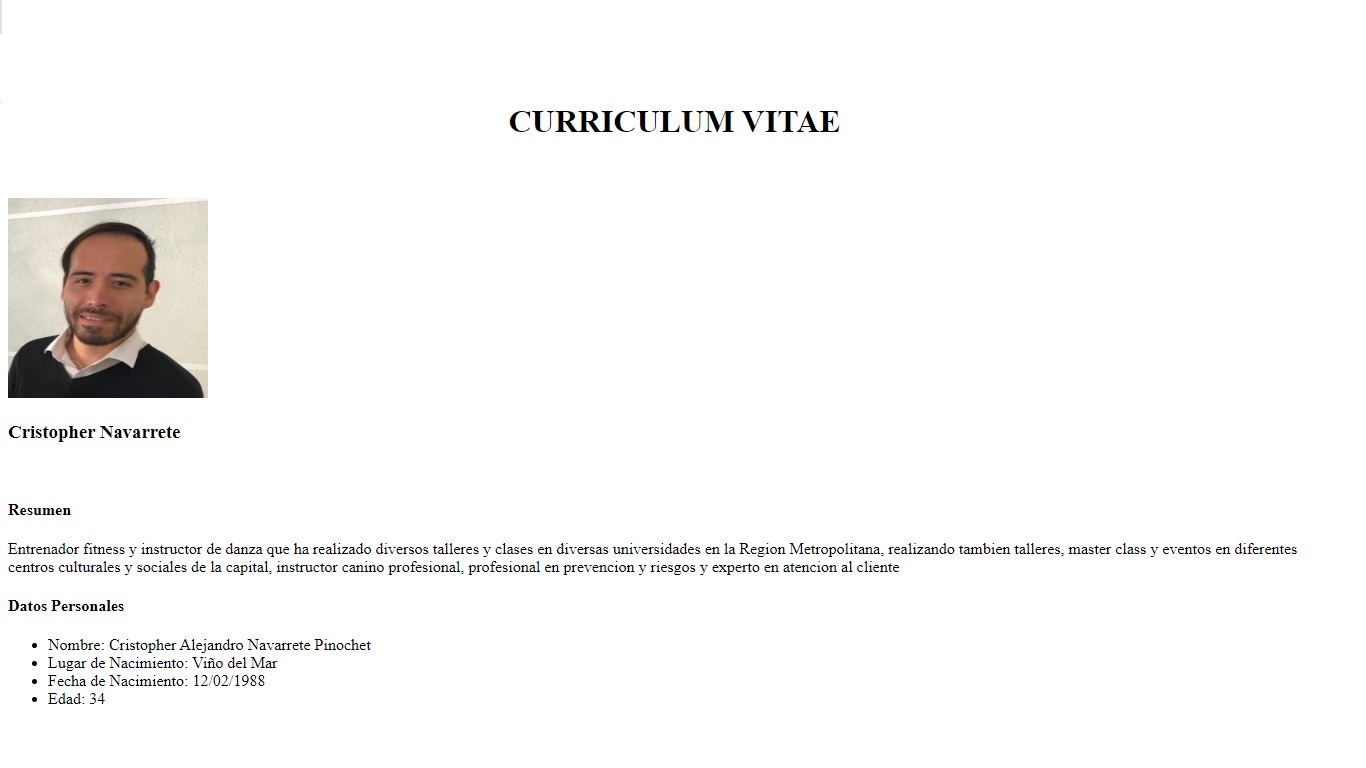 CURRICULUM VITAE
Cristopher Navarrete
Resumen
Entrenador fitness y instructor de danza que ha realizado diversos talleres y clases en diversas universidades en la Region Metropolitana, realizando tambien talleres, master class y eventos en diferentes
centros culturales y sociales de la capital, instructor canino profesional, profesional en prevencion y riesgos y experto en atencion al cliente
Datos Personales
• Nombre: Cristopher Alejandro Navarrete Pinochet
• Lugar de Nacimiento: Viño del Mar
• Fecha de Nacimiento: 12/02/1988
• Edad: 34